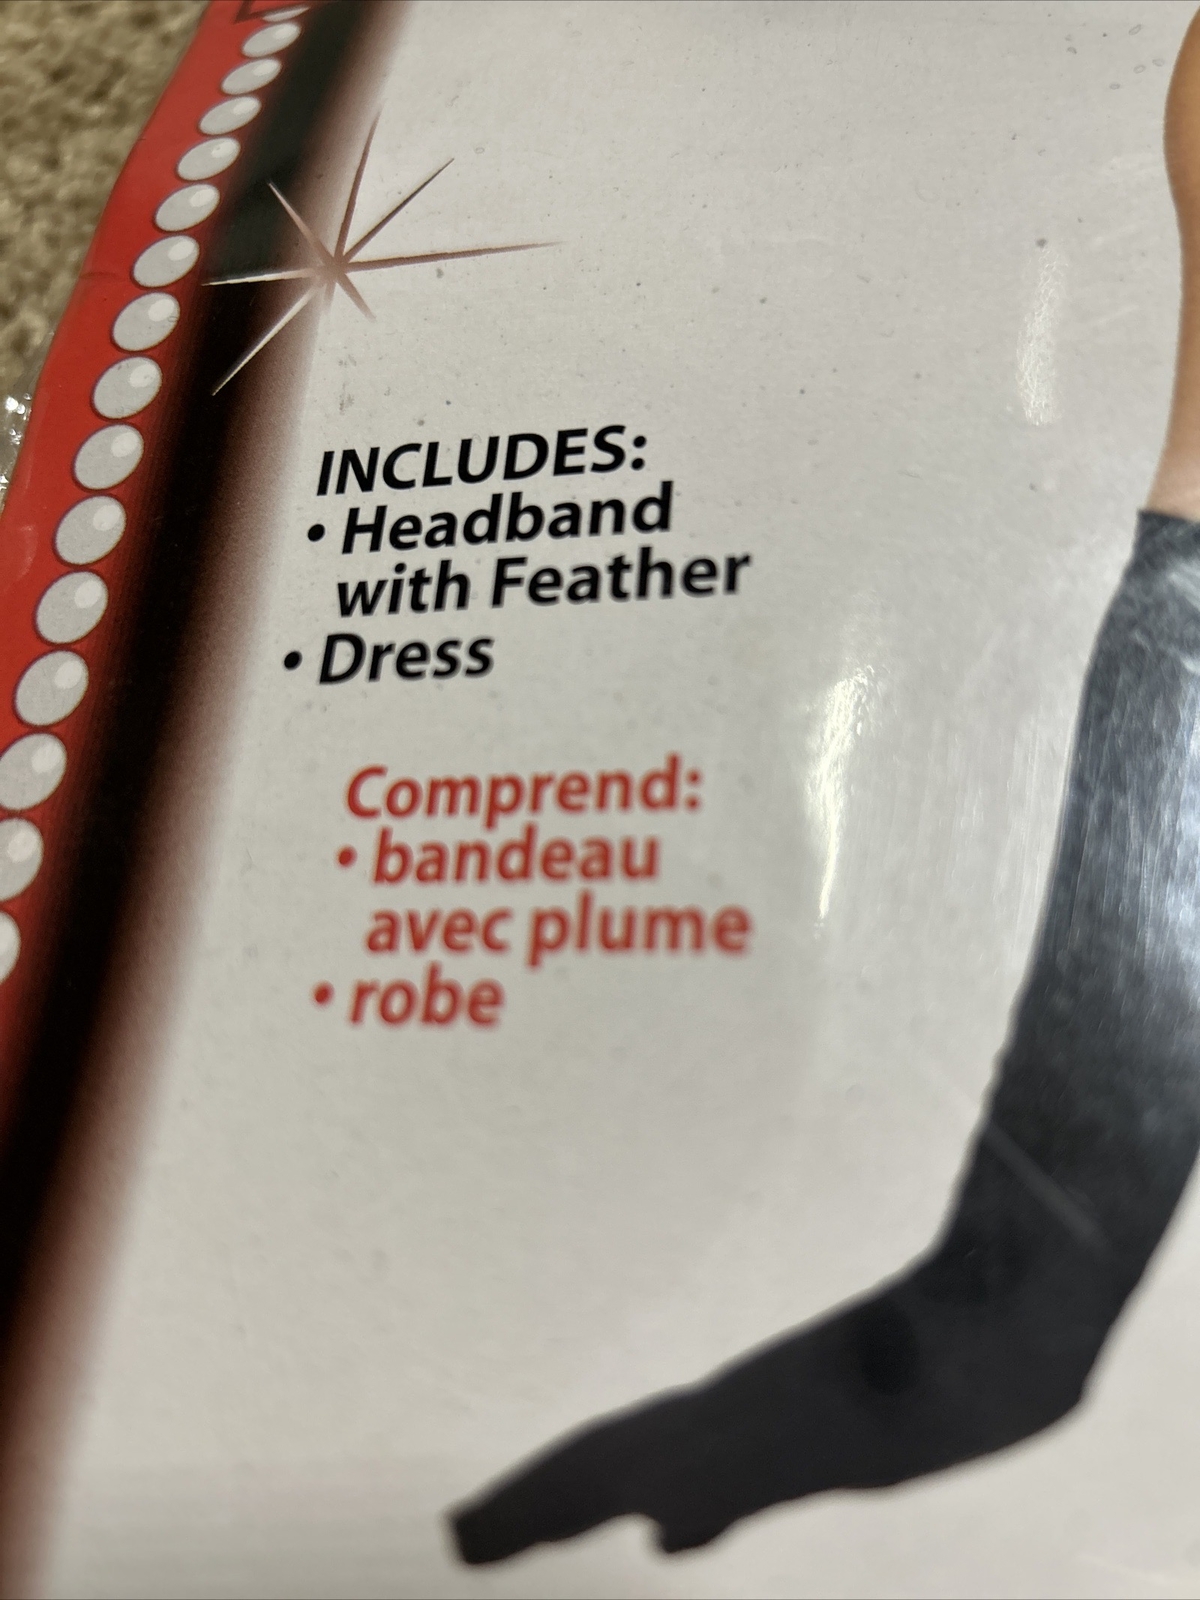 INCLUDES:
• Headband
with Feather
• Dress
Comprend:
• bandeau
avec plume
• robe